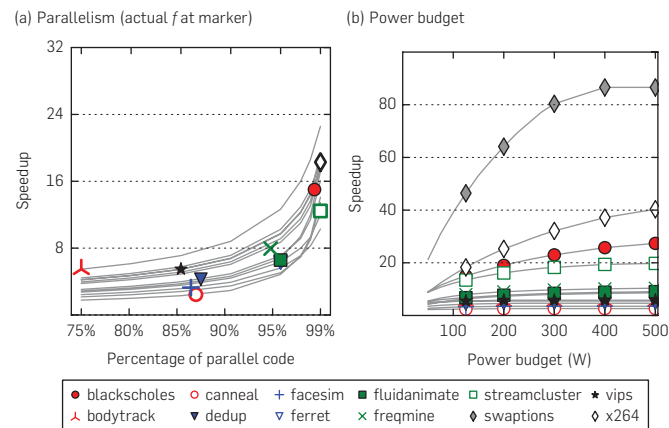 (a) Parallelism (actual f at marker)
(b) Power budget
32
24
16
8
Speedup
75% 80% 85% 90% 95% 99%
Percentage of parallel code
80
60
40
20
Speedup
100 200 300 400 500
Power budget (W)
blackscholes canneal facesim fluidanimate streamcluster vips
bodytrack dedup ferret freqmine swaptions x264